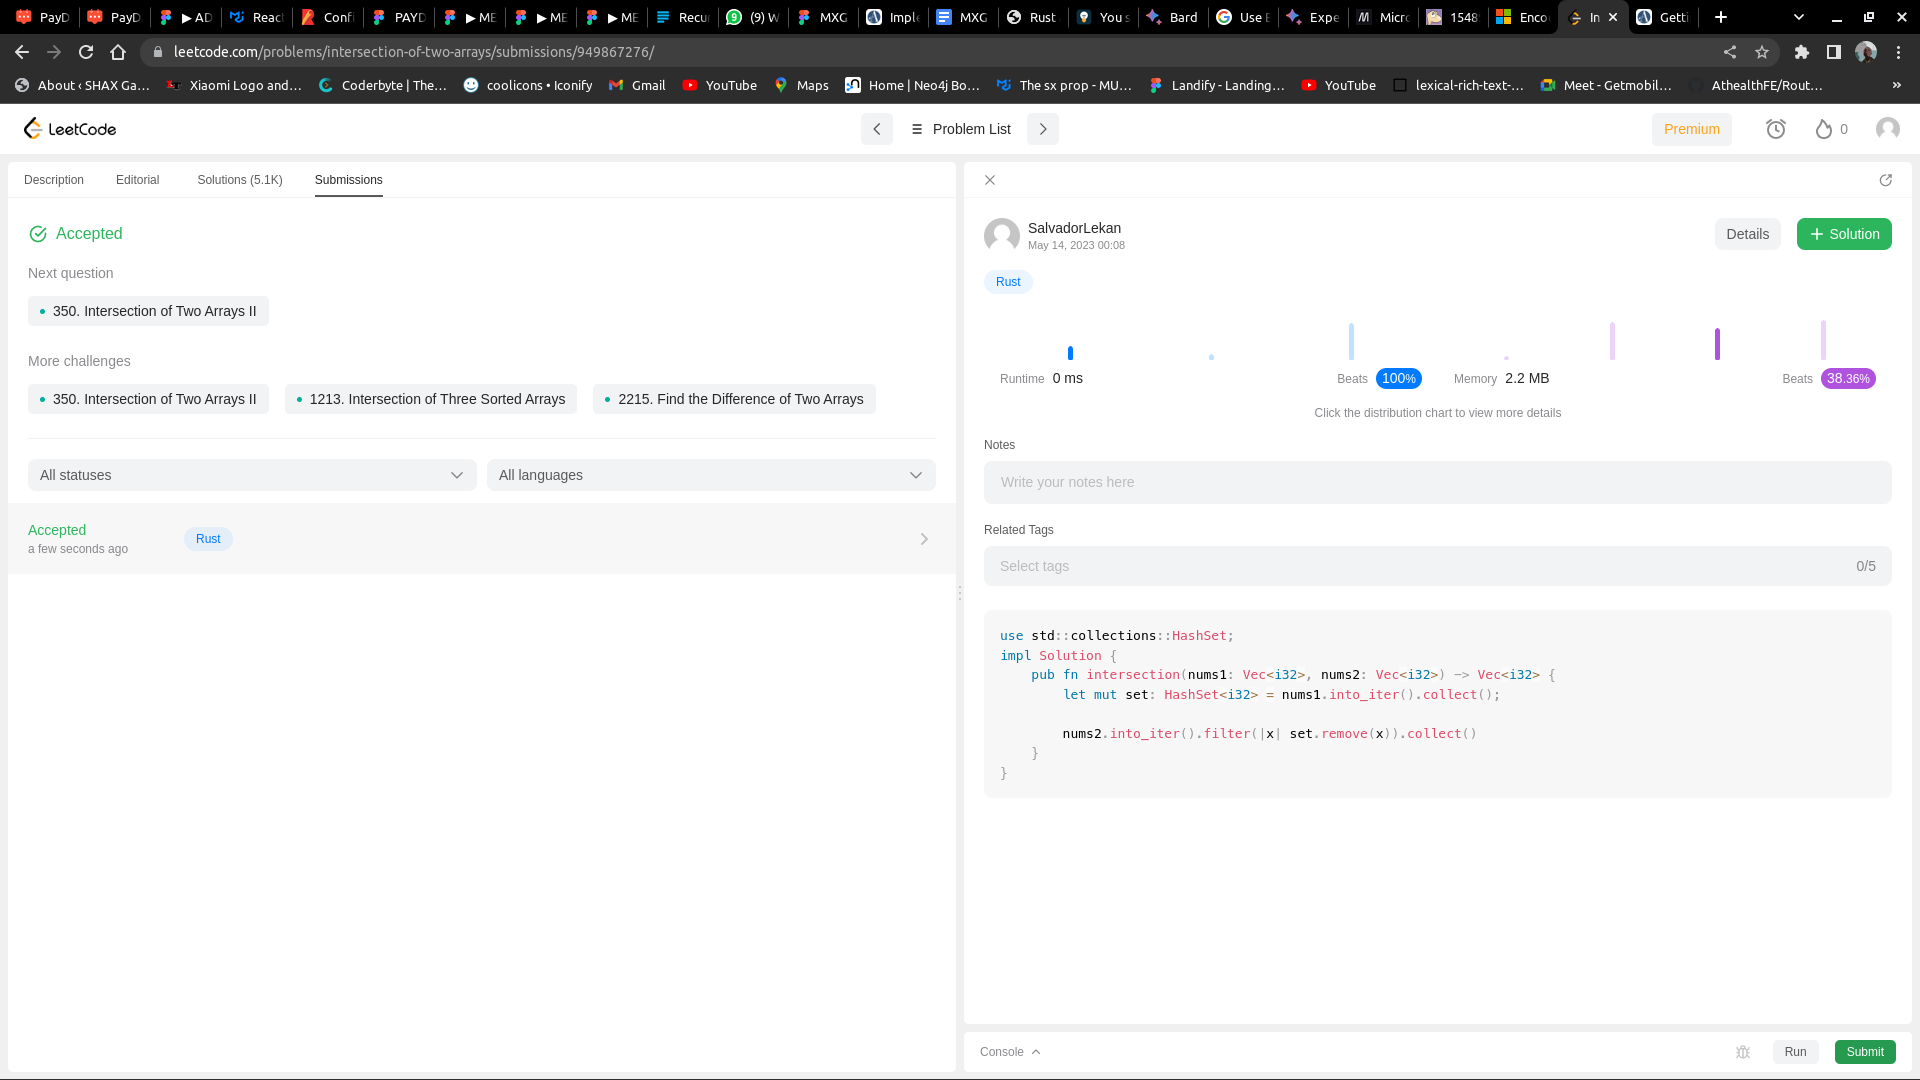 PayD PayD ▶ AD React Confi PAYD ▶ ME ▶ ME ▶ ME Recur (9) W MXG Imple MXG Rust You s Bard Use E Expe Micro 1548 Enco In Getti
leetcode.com/problems/intersection-of-two-arrays/submissions/949867276/
About ‹ SHAX Ga… Xiaomi Logo and… Coderbyte | The… coolicons • Iconify Gmail YouTube Maps Home | Neo4j Bo… The sx prop - MU… Landify - Landing… YouTube lexical-rich-text-… Meet - Getmobil… AthealthFE/Rout… »
LeetCode Problem List Premium 0
Description Editorial Solutions (5.1K) Submissions
Accepted
Next question
350. Intersection of Two Arrays II
More challenges
350. Intersection of Two Arrays II 1213. Intersection of Three Sorted Arrays 2215. Find the Difference of Two Arrays
All statuses All languages
Accepted Rust
a few seconds ago
SalvadorLekan
May 14, 2023 00:08
Details + Solution
Rust
Runtime 0 ms Beats 100% Memory 2.2 MB Beats 38.36%
Click the distribution chart to view more details
Notes
Write your notes here
Related Tags
Select tags 0/5
use std::collections::HashSet;
impl Solution {
    pub fn intersection(nums1: Vec<i32>, nums2: Vec<i32>) -> Vec<i32> {
        let mut set: HashSet<i32> = nums1.into_iter().collect();
        nums2.into_iter().filter(|x| set.remove(x)).collect()
    }
}
Console Run Submit